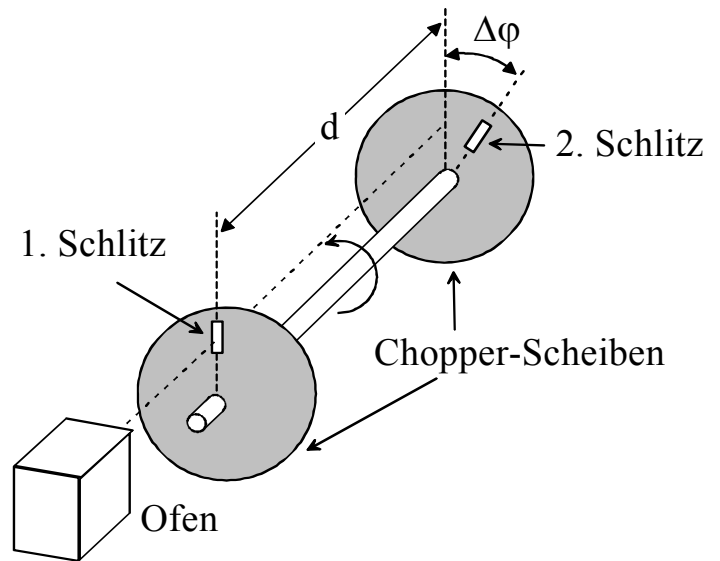 Δφ
d
2. Schlitz
1. Schlitz
Chopper-Scheiben
Ofen